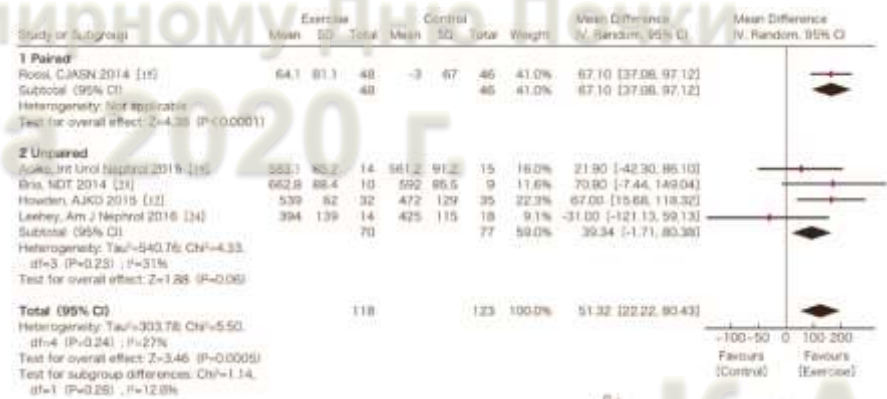 мирному Дню Почки
а 2020 г.
Exercise Control Mean Difference Mean Difference
Study or Subgroup Mean SD Total Mean SD Total Weight IV, Random, 95% CI IV, Random, 95% CI
1 Paired
Rossi, CJASN 2014 [15] 64.1 81.1 48 -3 67 46 41.0% 67.10 [37.08, 97.12]
Subtotal (95% CI) 48 46 41.0% 67.10 [37.08, 97.12]
Heterogeneity: Not applicable
Test for overall effect: Z=4.38 (P<0.0001)
2 Unpaired
Int Urol Nephrol 14 561.2 91.2 15 16.0% 21.90 [-42.30, 86.10]
NDT 2014 662.8 88.4 10 592 85.5 9 11.6% 70.80 [-7.44, 149.04]
Howden, AJKD 2015 [12] 539 82 32 472 129 35 22.3% 67.00 [15.68, 118.32]
Leehey, Am J Nephrol 2016 394 139 14 425 115 18 9.1% -31.00 [-121.13, 59.13]
Subtotal (95% CI) 70 77 59.0% 39.34 [-1.71, 80.38]
Heterogeneity: Tau²=540.76; Chi²=4.33,
df=3 (P=0.23) ; I²=31%
Test for overall effect: Z=1.88 (P=0.06)
Total (95% CI) 118 123 100.0% 51.32 [22.22, 80.43]
Heterogeneity: Tau²=303.78; Chi²=5.50,
df=4 (P=0.24) ; I²=27%
Test for overall effect: Z=3.46 (P=0.0005)
Test for subgroup differences: Chi²=1.14,
df=1 ; I²=12.0%
-100 -50 0 100 200
Favours Favours
[Control] [Exercise]